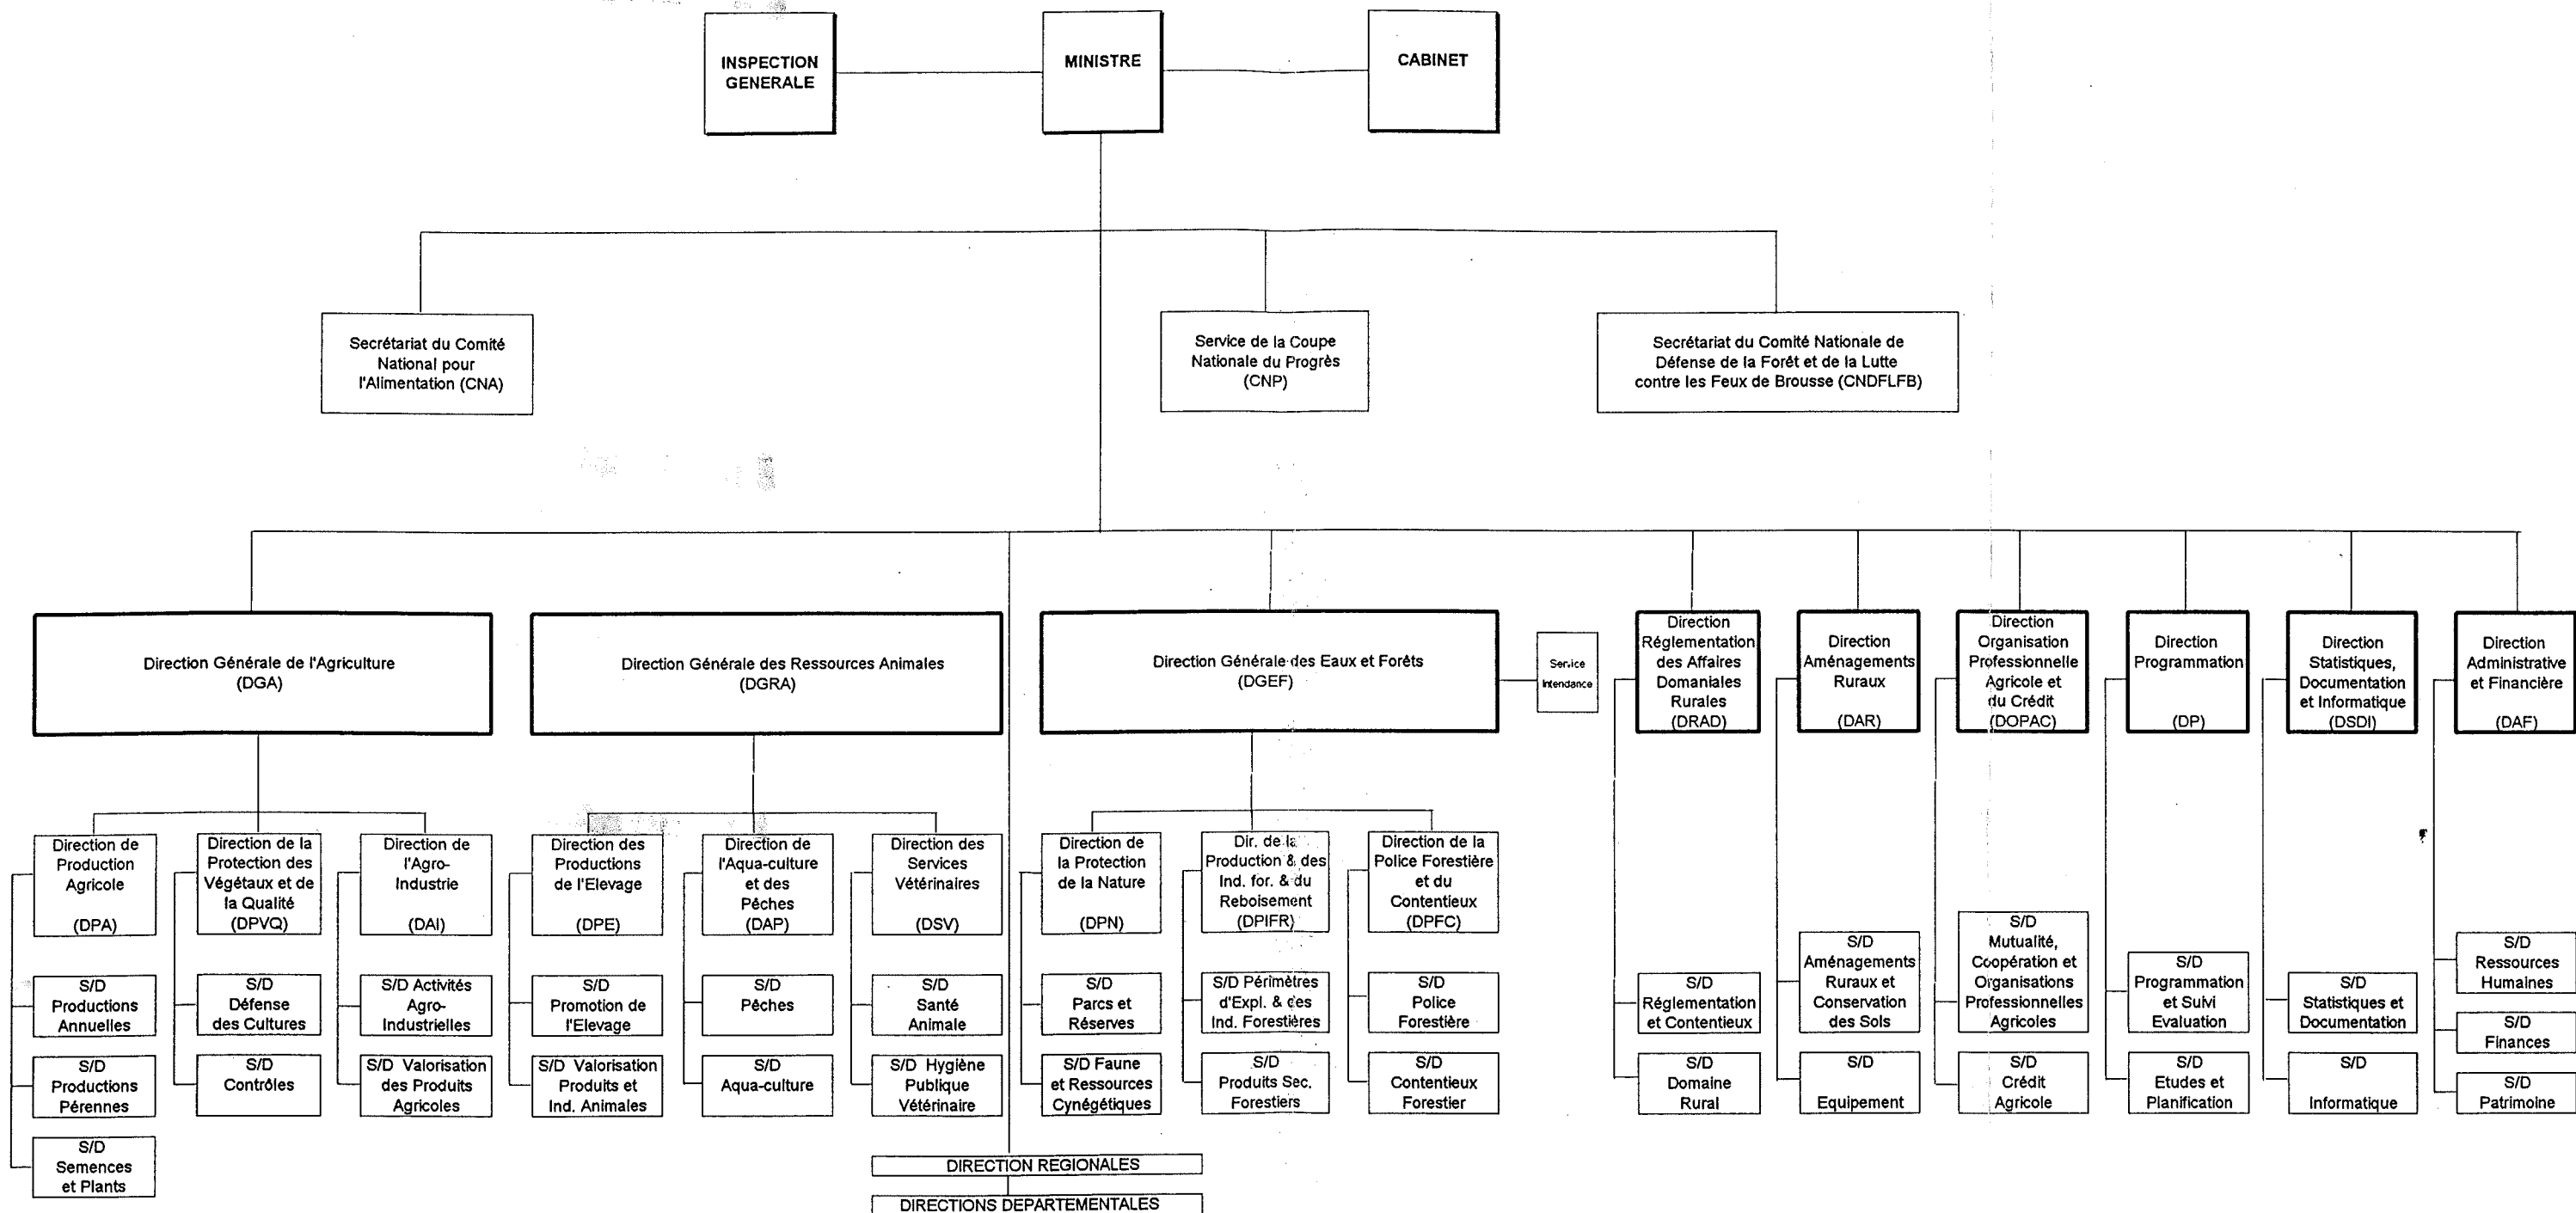 INSPECTION
GENERALE
MINISTRE
CABINET
Secrétariat du Comité
National pour
l'Alimentation (CNA)
Service de la Coupe
Nationale du Progrès
(CNP)
Secrétariat du Comité Nationale de
Défense de la Forêt et de la Lutte
contre les Feux de Brousse (CNDFLFB)
Direction Générale de l'Agriculture
(DGA)
Direction Générale des Ressources Animales
(DGRA)
Direction Générale des Eaux et Forêts
(DGEF)
Service
Intendance
Direction
Réglementation
des Affaires
Domaniales
Rurales
(DRAD)
Direction
Aménagements
Ruraux
(DAR)
Direction
Organisation
Professionnelle
Agricole et
du Crédit
(DOPAC)
Direction
Programmation
(DP)
Direction
Statistiques,
Documentation
et Informatique
(DSDI)
Direction
Administrative
et Financière
(DAF)
Direction de
Production
Agricole
(DPA)
Direction de la
Protection des
Végétaux et de
la Qualité
(DPVQ)
Direction de
l'Agro-
Industrie
(DAI)
Direction des
Productions
de l'Elevage
(DPE)
Direction de
l'Aqua-culture
et des
Pêches
(DAP)
Direction des
Services
Vétérinaires
(DSV)
Direction de
la Protection
de la Nature
(DPN)
Dir. de la
Production & des
Ind. for. & du
Reboisement
(DPIFR)
Direction de la
Police Forestière
et du
Contentieux
(DPFC)
S/D
Productions
Annuelles
S/D
Défense
des Cultures
S/D Activités
Agro-
Industrielles
S/D
Promotion de
l'Elevage
S/D
Pêches
S/D
Santé
Animale
S/D
Parcs et
Réserves
S/D Périmètres
d'Expl. & des
Ind. Forestières
S/D
Police
Forestière
S/D
Réglementation
et Contentieux
S/D
Aménagements
Ruraux et
Conservation
des Sols
S/D
Mutualité,
Coopération et
Organisations
Professionnelles
Agricoles
S/D
Programmation
et Suivi
Evaluation
S/D
Statistiques et
Documentation
S/D
Ressources
Humaines
S/D
Finances
S/D
Productions
Pérennes
S/D
Contrôles
S/D Valorisation
des Produits
Agricoles
S/D Valorisation
Produits et
Ind. Animales
S/D
Aqua-culture
S/D Hygiène
Publique
Vétérinaire
S/D Faune
et Ressources
Cynégétiques
S/D
Produits Sec.
Forestiers
S/D
Contentieux
Forestier
S/D
Domaine
Rural
S/D
Equipement
S/D
Crédit
Agricole
S/D
Etudes et
Planification
S/D
Informatique
S/D
Patrimoine
S/D
Semences
et Plants
DIRECTION REGIONALES
DIRECTIONS DEPARTEMENTALES